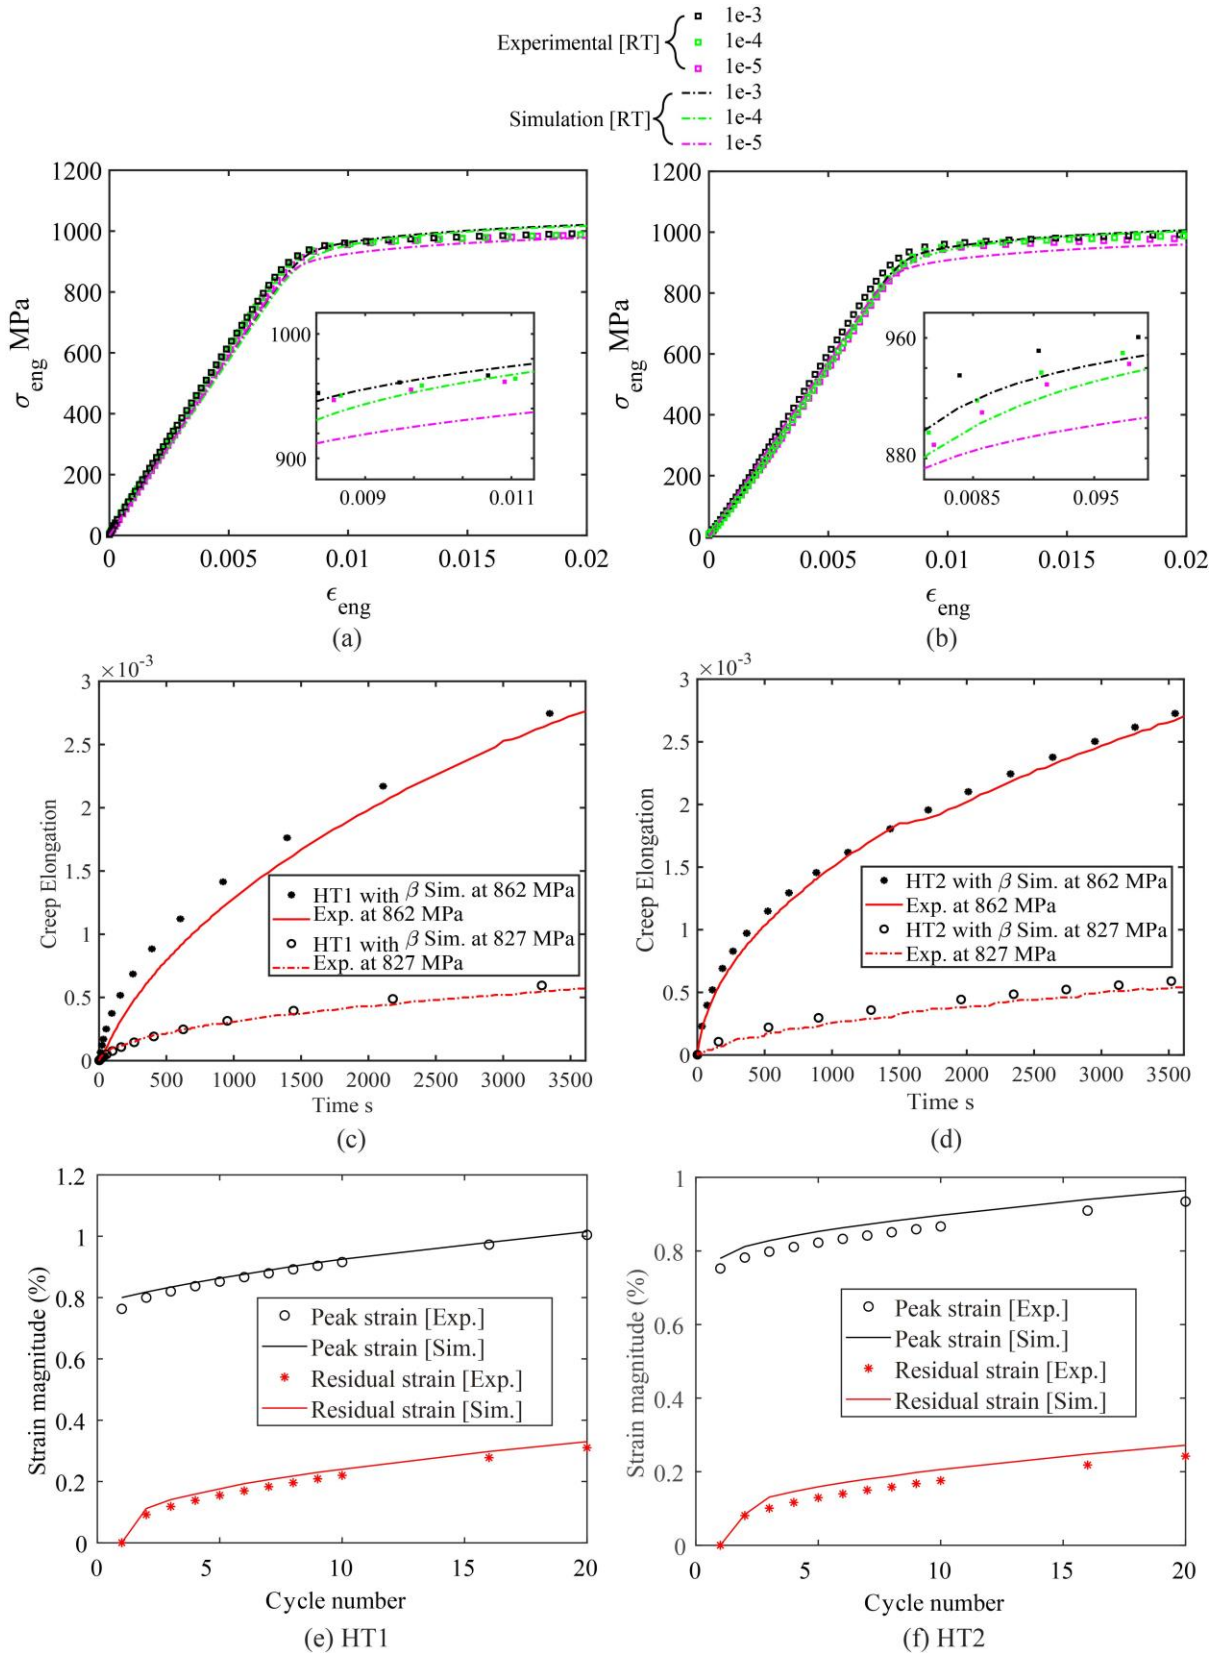 1e-3
Experimental [RT] 1e-4
1e-5
1e-3
Simulation [RT] 1e-4
1e-5
1200
1000
800
600
400
200
0
σeng MPa
1000
900
0.009 0.011
0 0.005 0.01 0.015 0.02
ϵeng
(a)
1200
1000
800
600
400
200
0
σeng MPa
960
880
0.0085 0.095
0 0.005 0.01 0.015 0.02
ϵeng
(b)
×10-3
3
2.5
2
1.5
1
0.5
0
Creep Elongation
HT1 with β Sim. at 862 MPa
Exp. at 862 MPa
HT1 with β Sim. at 827 MPa
Exp. at 827 MPa
0 500 1000 1500 2000 2500 3000 3500
Time s
(c)
×10-3
3
2.5
2
1.5
1
0.5
0
Creep Elongation
HT2 with β Sim. at 862 MPa
Exp. at 862 MPa
HT2 with β Sim. at 827 MPa
Exp. at 827 MPa
0 500 1000 1500 2000 2500 3000 3500
Time s
(d)
1.2
1
0.8
0.6
0.4
0.2
0
Strain magnitude (%)
Peak strain [Exp.]
Peak strain [Sim.]
Residual strain [Exp.]
Residual strain [Sim.]
0 5 10 15 20
Cycle number
(e) HT1
1
0.8
0.6
0.4
0.2
0
Strain magnitude (%)
Peak strain [Exp.]
Peak strain [Sim.]
Residual strain [Exp.]
Residual strain [Sim.]
0 5 10 15 20
Cycle number
(f) HT2